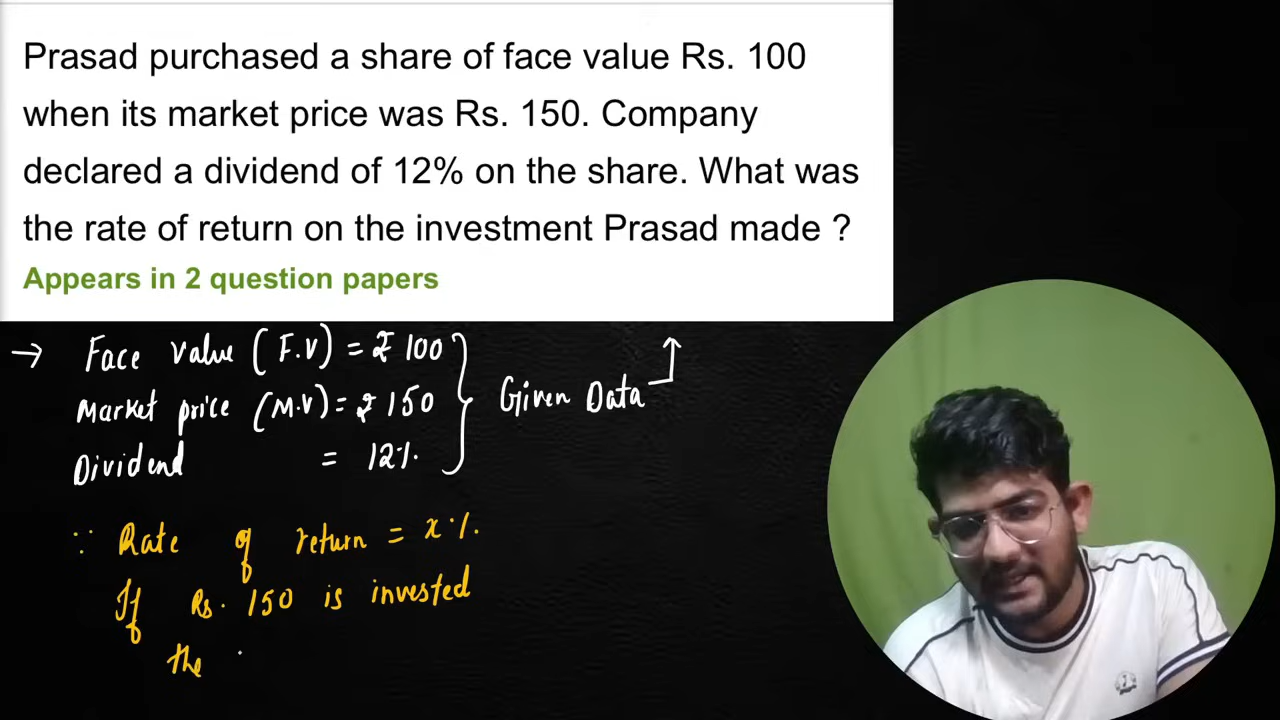 Prasad purchased a share of face value Rs. 100
when its market price was Rs. 150. Company
declared a dividend of 12% on the share. What was
the rate of return on the investment Prasad made ?
Appears in 2 question papers
→ Face value (F.V) = ₹ 100
Market price (M.V) = ₹ 150
Dividend = 12%.
Given Data
∵ Rate of return = x%.
If Rs. 150 is invested
the